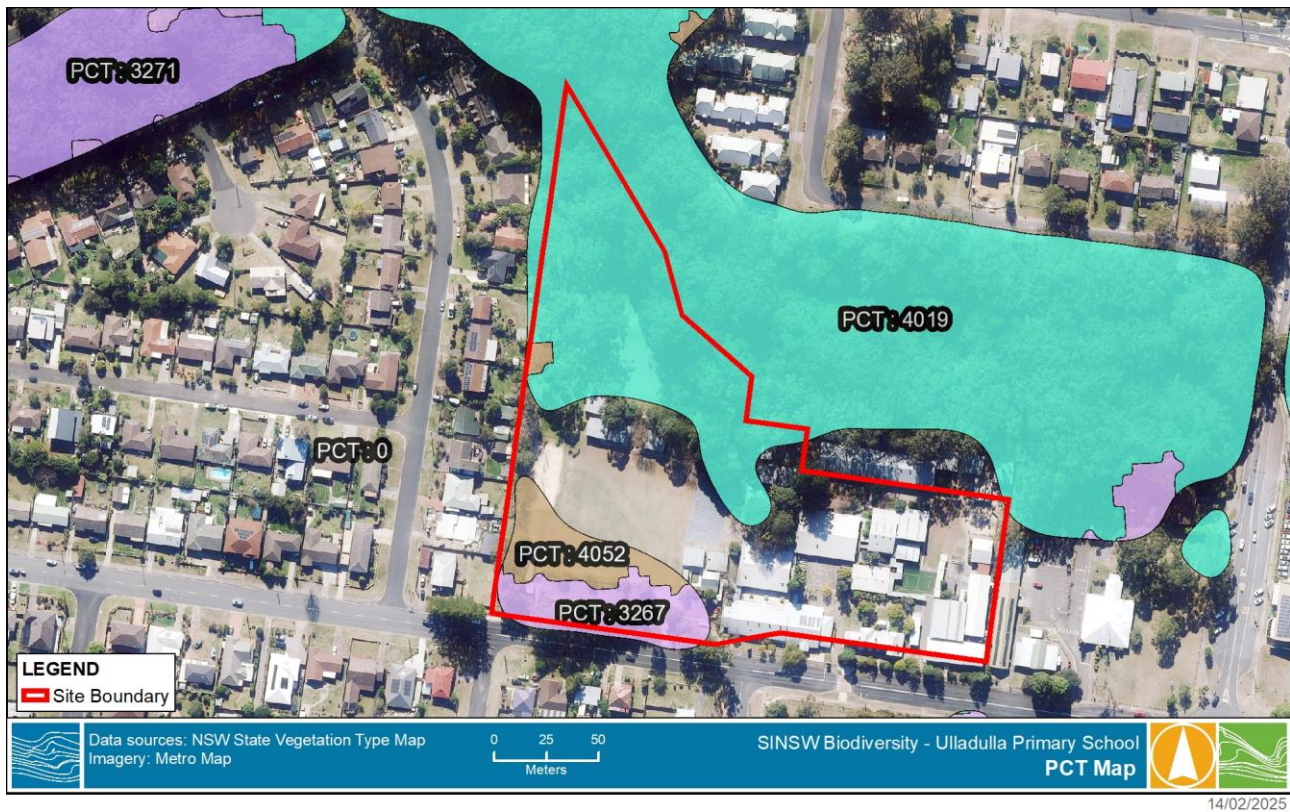 PCT : 3271
PCT : 4019
PCT : 0
PCT : 4052
PCT : 3267
LEGEND
Site Boundary
Data sources: NSW State Vegetation Type Map
Imagery: Metro Map
0 25 50
Meters
SINSW Biodiversity - Ulladulla Primary School
PCT Map
14/02/2025